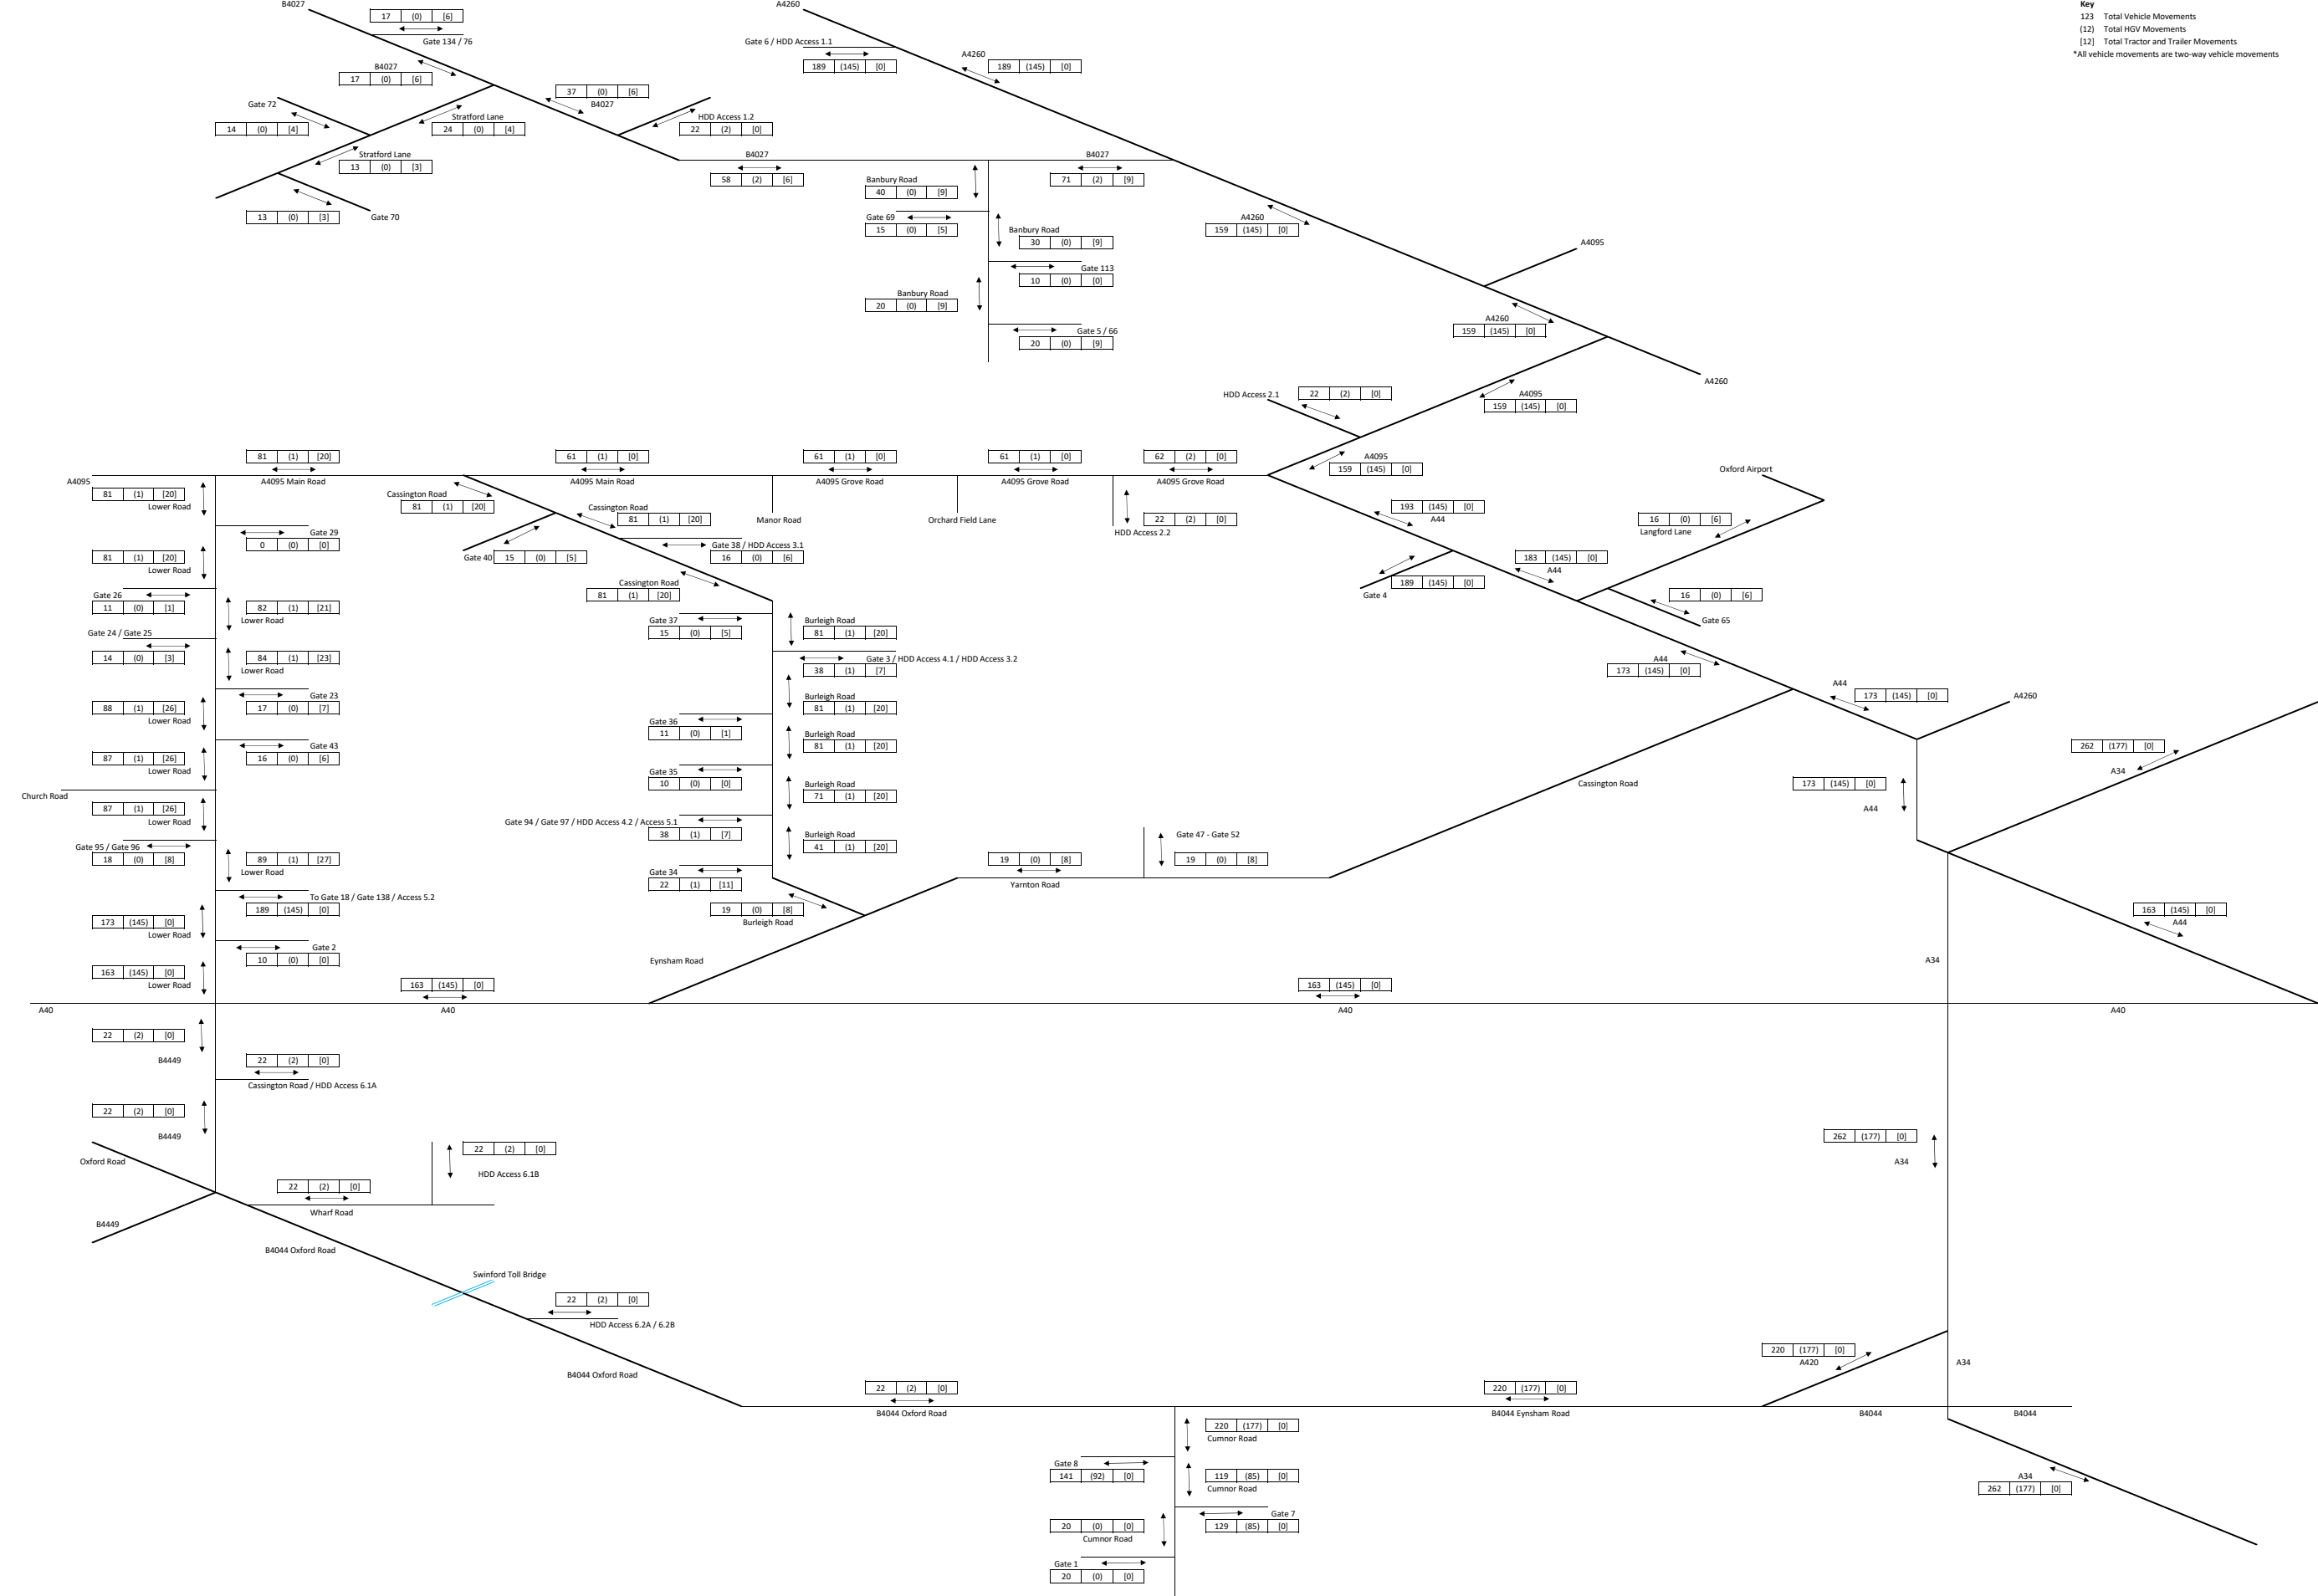 B4027
17 (0) [6]
Gate 134 / 76
B4027
17 (0) [6]
37 (0) [6]
B4027
Gate 72
14 (0) [4]
Stratford Lane
24 (0) [4]
HDD Access 1.2
22 (2) [0]
Stratford Lane
13 (0) [3]
13 (0) [3]
Gate 70
B4027
58 (2) [6]
A4260
Gate 6 / HDD Access 1.1
189 (145) [0]
A4260
189 (145) [0]
Key
123 Total Vehicle Movements
(12) Total HGV Movements
[12] Total Tractor and Trailer Movements
*All vehicle movements are two-way vehicle movements
B4027
71 (2) [9]
Banbury Road
40 (0) [9]
Gate 69
15 (0) [5]
Banbury Road
30 (0) [9]
Gate 113
10 (0) [0]
Banbury Road
20 (0) [9]
Gate 5 / 66
20 (0) [9]
A4260
159 (145) [0]
A4095
A4260
159 (145) [0]
A4260
HDD Access 2.1
22 (2) [0]
A4095
159 (145) [0]
A4095
159 (145) [0]
81 (1) [20]
A4095 Main Road
61 (1) [0]
A4095 Main Road
61 (1) [0]
A4095 Grove Road
61 (1) [0]
A4095 Grove Road
62 (2) [0]
A4095 Grove Road
A4095
81 (1) [20]
Lower Road
Cassington Road
81 (1) [20]
Cassington Road
81 (1) [20]
Manor Road
Orchard Field Lane
22 (2) [0]
HDD Access 2.2
Oxford Airport
193 (145) [0]
A44
16 (0) [6]
Langford Lane
Gate 29
0 (0) [0]
81 (1) [20]
Lower Road
Gate 40
15 (0) [5]
Gate 38 / HDD Access 3.1
16 (0) [6]
183 (145) [0]
A44
189 (145) [0]
Gate 4
Cassington Road
81 (1) [20]
Gate 26
11 (0) [1]
82 (1) [21]
Lower Road
16 (0) [6]
Gate 65
Gate 37
15 (0) [5]
Burleigh Road
81 (1) [20]
Gate 24 / Gate 25
14 (0) [3]
84 (1) [23]
Lower Road
Gate 3 / HDD Access 4.1 / HDD Access 3.2
38 (1) [7]
A44
173 (145) [0]
A44
173 (145) [0]
A4260
Gate 23
17 (0) [7]
88 (1) [26]
Lower Road
Burleigh Road
81 (1) [20]
Gate 36
11 (0) [1]
Burleigh Road
81 (1) [20]
Gate 43
16 (0) [6]
87 (1) [26]
Lower Road
262 (177) [0]
A34
Gate 35
10 (0) [0]
Burleigh Road
71 (1) [20]
Cassington Road
173 (145) [0]
A44
Church Road
87 (1) [26]
Lower Road
Gate 94 / Gate 97 / HDD Access 4.2 / Access 5.1
38 (1) [7]
Burleigh Road
41 (1) [20]
Gate 47 - Gate 52
19 (0) [8]
Gate 95 / Gate 96
18 (0) [8]
89 (1) [27]
Lower Road
19 (0) [8]
Yarnton Road
Gate 34
22 (1) [11]
To Gate 18 / Gate 138 / Access 5.2
189 (145) [0]
19 (0) [8]
Burleigh Road
173 (145) [0]
Lower Road
163 (145) [0]
A44
Gate 2
10 (0) [0]
Eynsham Road
A34
163 (145) [0]
Lower Road
163 (145) [0]
163 (145) [0]
A40
A40
A40
A40
22 (2) [0]
B4449
22 (2) [0]
Cassington Road / HDD Access 6.1A
22 (2) [0]
B4449
Oxford Road
22 (2) [0]
HDD Access 6.1B
262 (177) [0]
A34
22 (2) [0]
Wharf Road
B4449
B4044 Oxford Road
Swinford Toll Bridge
22 (2) [0]
HDD Access 6.2A / 6.2B
B4044 Oxford Road
220 (177) [0]
A420
A34
22 (2) [0]
B4044 Oxford Road
220 (177) [0]
B4044 Eynsham Road
B4044
B4044
220 (177) [0]
Cumnor Road
Gate 8
141 (92) [0]
119 (85) [0]
Cumnor Road
A34
262 (177) [0]
Gate 7
129 (85) [0]
20 (0) [0]
Cumnor Road
Gate 1
20 (0) [0]